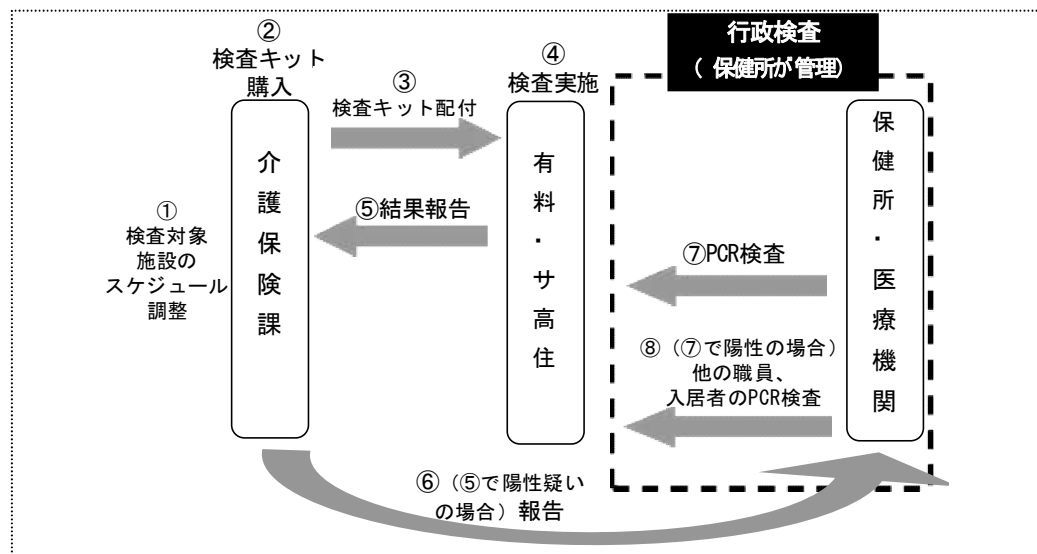 行政検査
（ 保健所が管理）
②
検査キット
購入
③
検査キット配付
④
検査実施
①
検査対象
施設の
スケジュール
調整
介護保険課
⑤結果報告
有料・サ高住
⑦PCR検査
⑧（⑦で陽性の場合）
他の職員、
入居者のPCR検査
保健所・医療機関
⑥（⑤で陽性疑い
の場合）報告